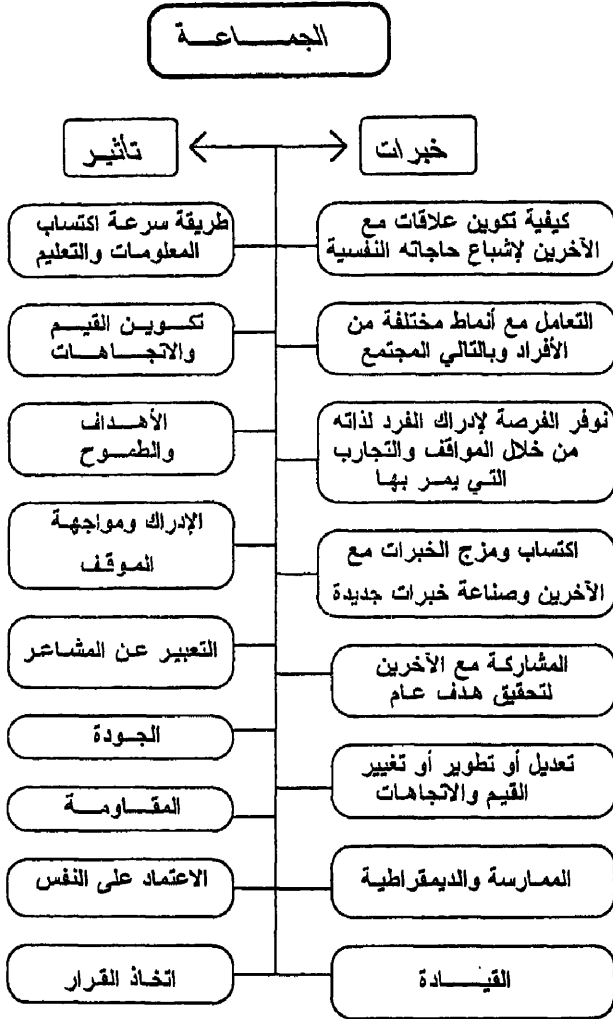 الجماعة
خبرات
كيفية تكوين علاقات مع
الآخرين لإشباع حاجاته النفسية
التعامل مع أنماط مختلفة من
الأفراد وبالتالي المجتمع
نوفر الفرصة لإدراك الفرد لذاته
من خلال المواقف والتجارب
التي يمر بها
اكتساب ومزج الخبرات مع
الآخرين وصناعة خبرات جديدة
المشاركة مع الآخرين
لتحقيق هدف عام
تعديل أو تطوير أو تغيير
القيم والاتجاهات
الممارسة والديمقراطية
القيادة
تأثير
طريقة سرعة اكتساب
المعلومات والتعليم
تكوين القيم
والاتجاهات
الأهداف
والطموح
الإدراك ومواجهة
الموقف
التعبير عن المشاعر
الجودة
المقاومة
الاعتماد على النفس
اتخاذ القرار